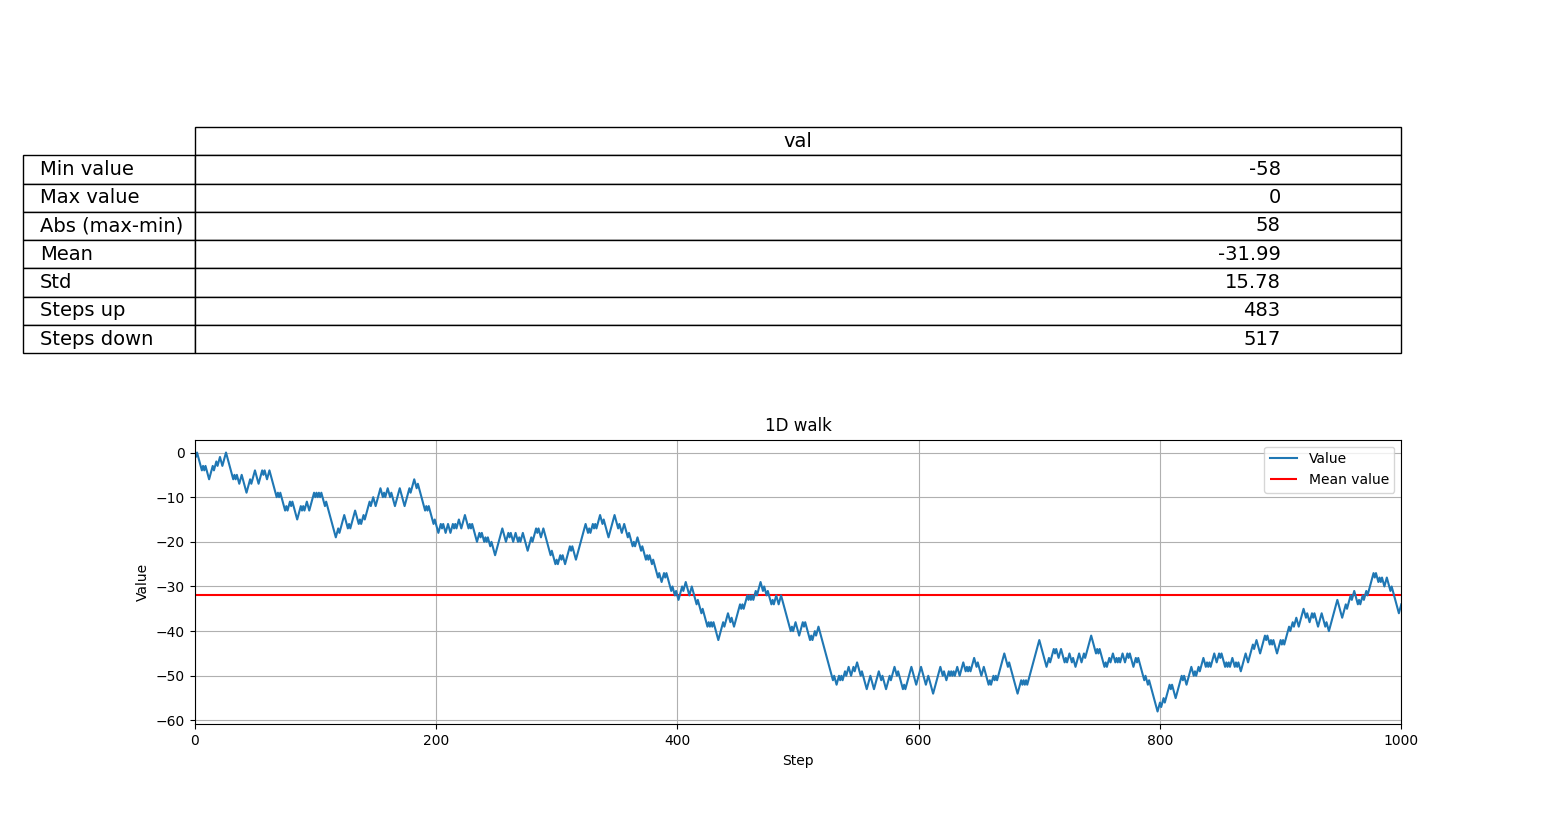 val
Min value -58
Max value 0
Abs (max-min) 58
Mean -31.99
Std 15.78
Steps up 483
Steps down 517
1D walk
Value
Mean value
0
−10
−20
−30
−40
−50
−60
Value
0 200 400 600 800 1000
Step